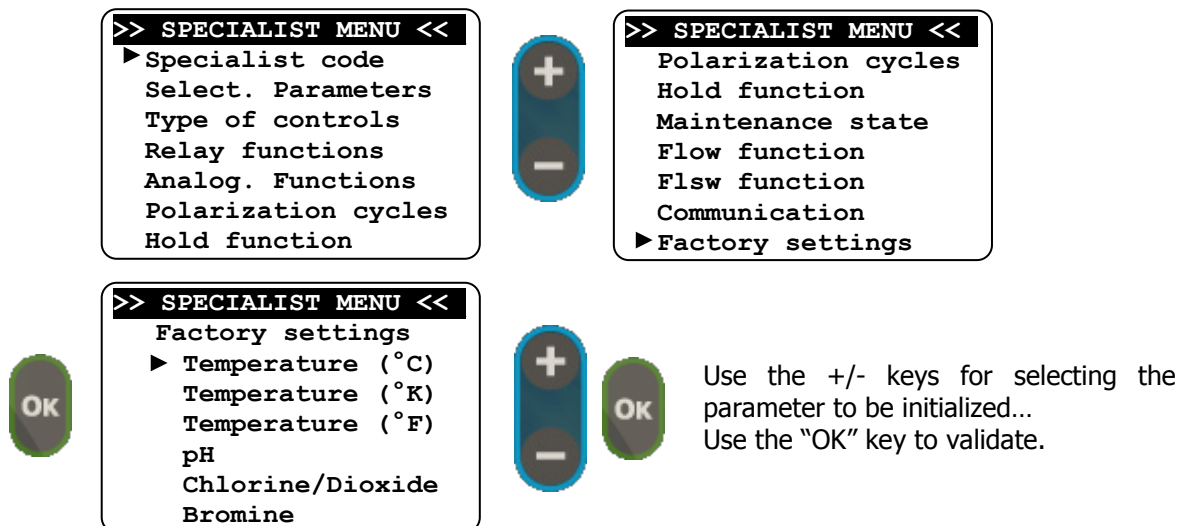 >> SPECIALIST MENU <<
►Specialist code
Select. Parameters
Type of controls
Relay functions
Analog. Functions
Polarization cycles
Hold function
+
−
>> SPECIALIST MENU <<
Polarization cycles
Hold function
Maintenance state
Flow function
Flsw function
Communication
►Factory settings
OK
>> SPECIALIST MENU <<
Factory settings
► Temperature (°C)
Temperature (°K)
Temperature (°F)
pH
Chlorine/Dioxide
Bromine
+
−
OK
Use the +/- keys for selecting the
parameter to be initialized…
Use the “OK” key to validate.